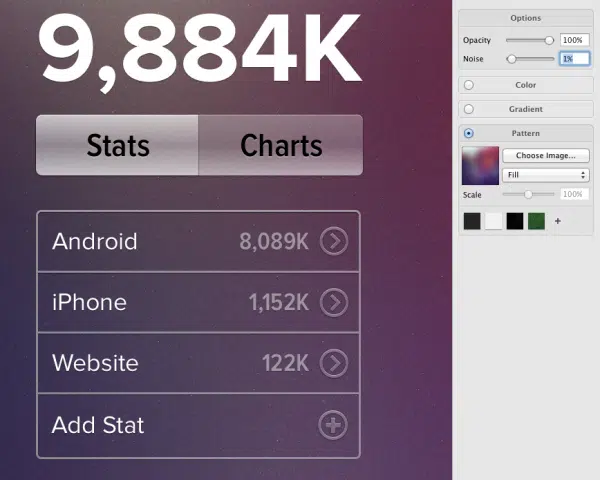 9,884K
Stats Charts
Android 8,089K
iPhone 1,152K
Website 122K
Add Stat
Options
Opacity 100%
Noise 1%
Color
Gradient
Pattern
Choose Image...
Fill
Scale 100%
+